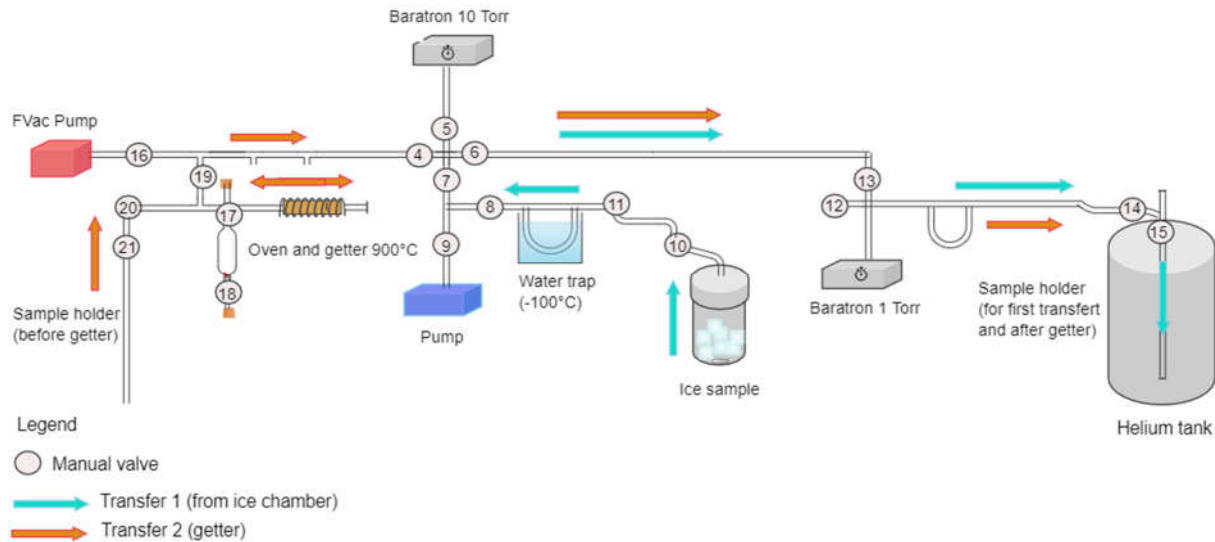 Baratron 10 Torr
FVac Pump
5
16
4
6
19
7
13
20
17
8
11
12
14
21
9
10
15
Oven and getter 900°C
Water trap
(-100°C)
18
Sample holder
(before getter)
Pump
Baratron 1 Torr
Sample holder
(for first transfert
and after getter)
Ice sample
Helium tank
Legend
Manual valve
Transfer 1 (from ice chamber)
Transfer 2 (getter)